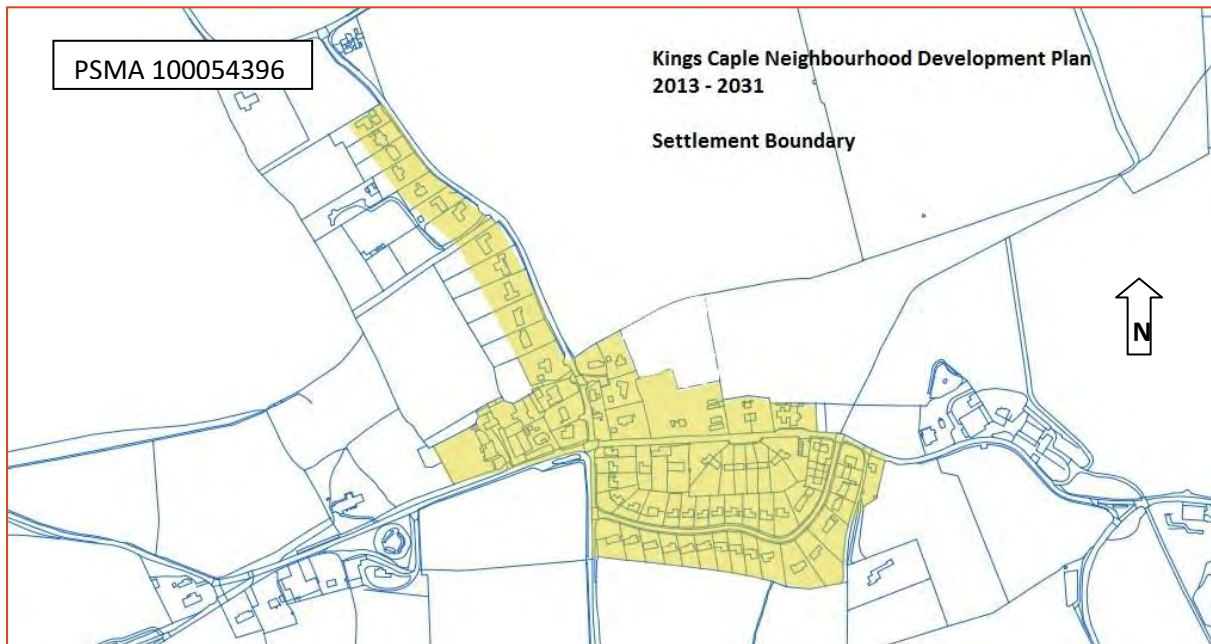 PSMA 100054396
Kings Caple Neighbourhood Development Plan
2013 - 2031
Settlement Boundary
N